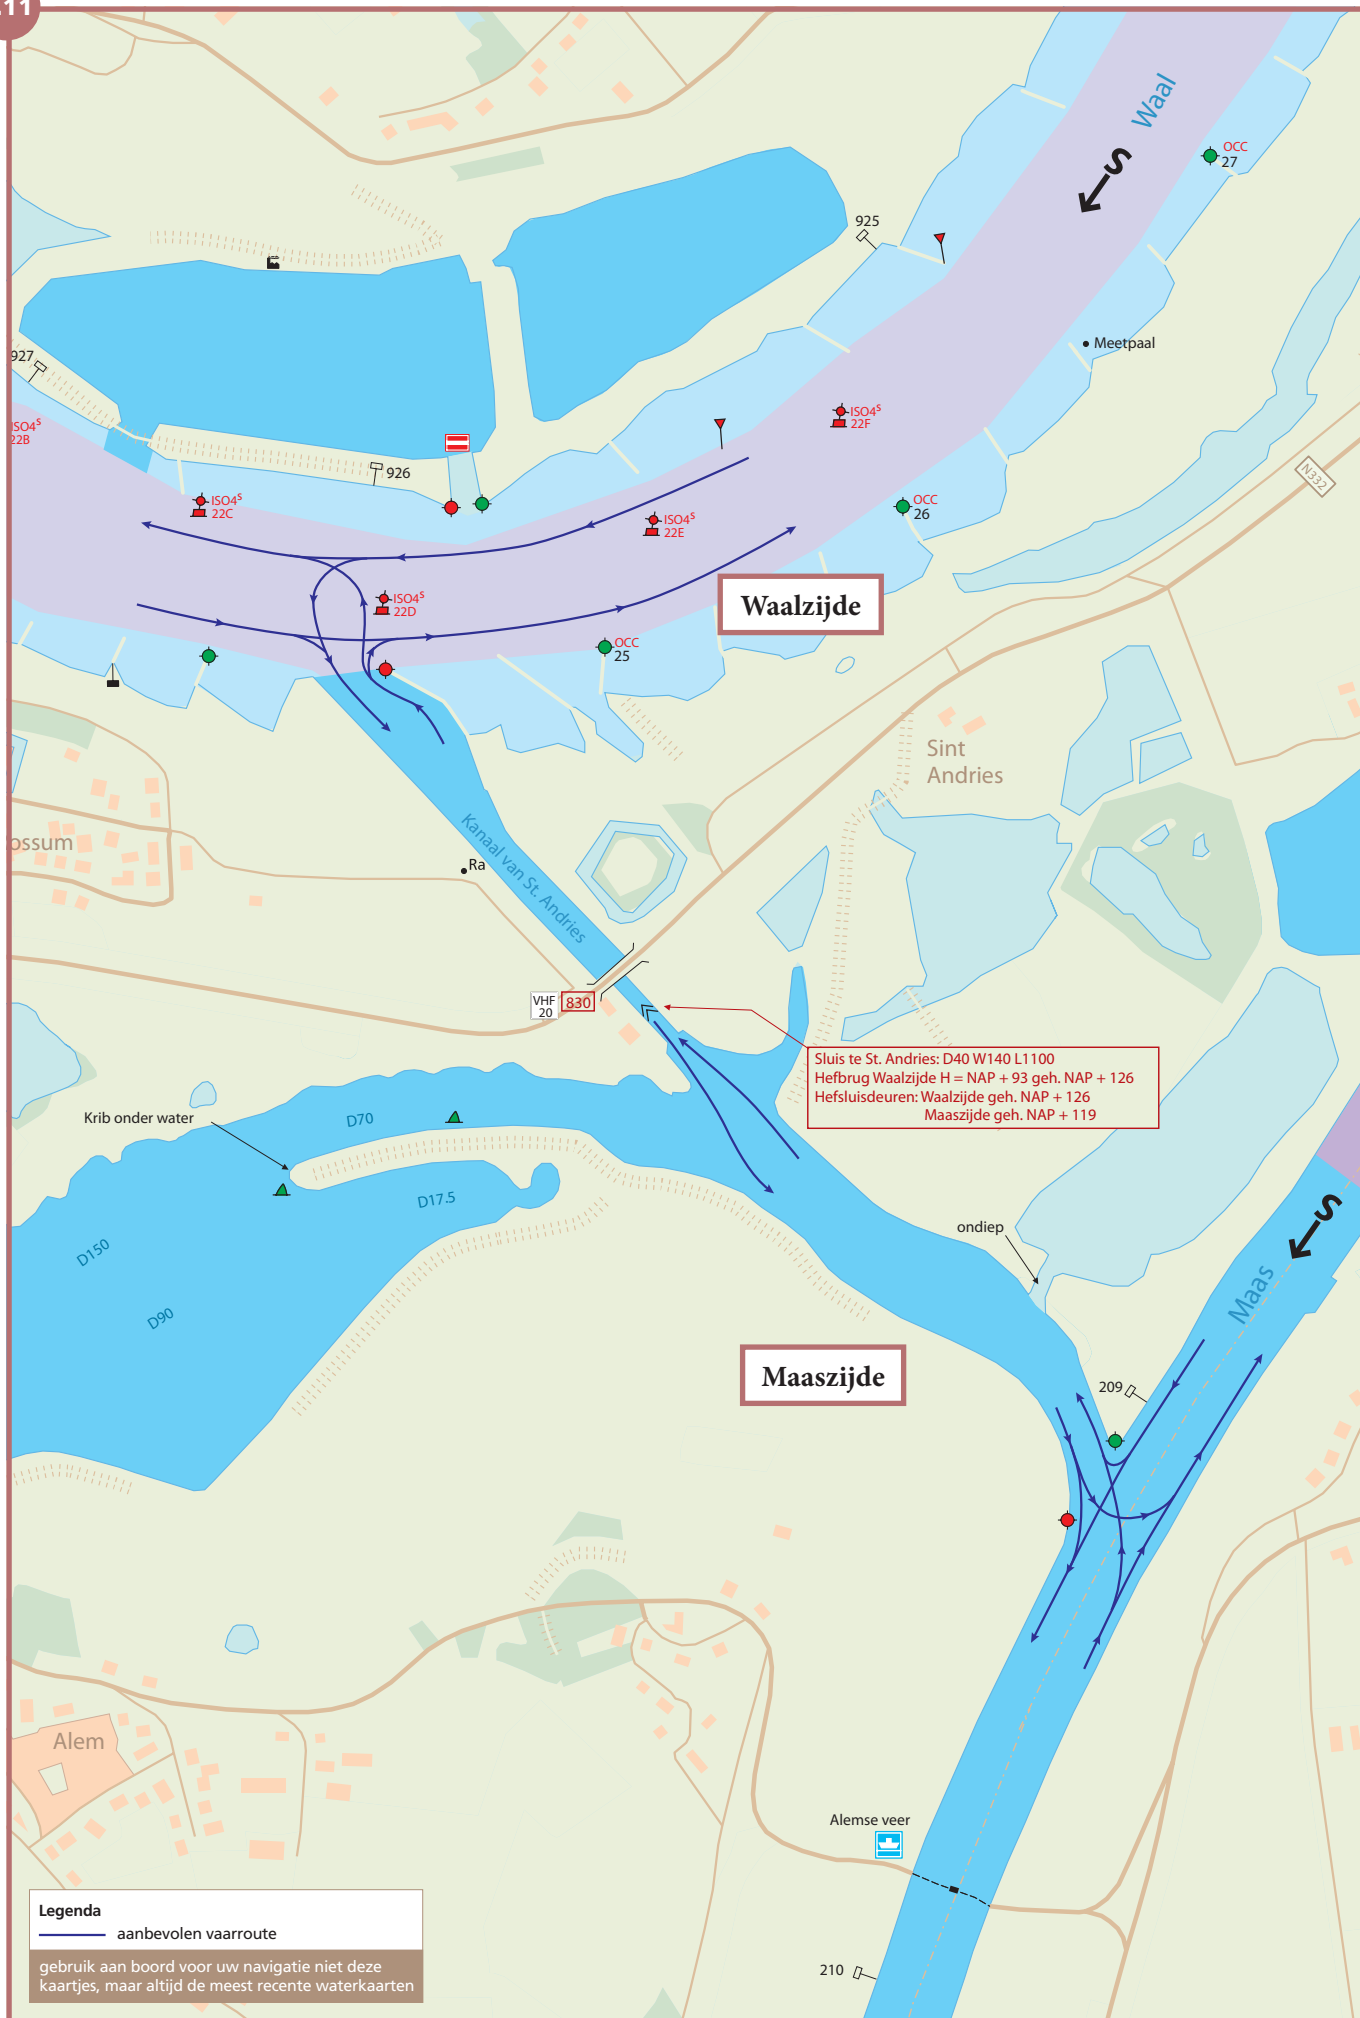 11
Waal
S
OCC
27
925
Meetpaal
927
ISO4S
22F
ISO4S
22B
926
N332
ISO4S
22C
OCC
26
ISO4S
22E
Waalzijde
ISO4S
22D
OCC
25
Sint
Andries
Kanaal van St. Andries
ossum
Ra
VHF
20
830
Sluis te St. Andries: D40 W140 L1100
Hefbrug Waalzijde H = NAP + 93 geh. NAP + 126
Hefsluisdeuren: Waalzijde geh. NAP + 126
Maaszijde geh. NAP + 119
Krib onder water
D70
D17.5
S
ondiep
D150
D90
Maas
Maaszijde
209
Alem
Alemse veer
Legenda
aanbevolen vaarroute
gebruik aan boord voor uw navigatie niet deze
kaartjes, maar altijd de meest recente waterkaarten
210